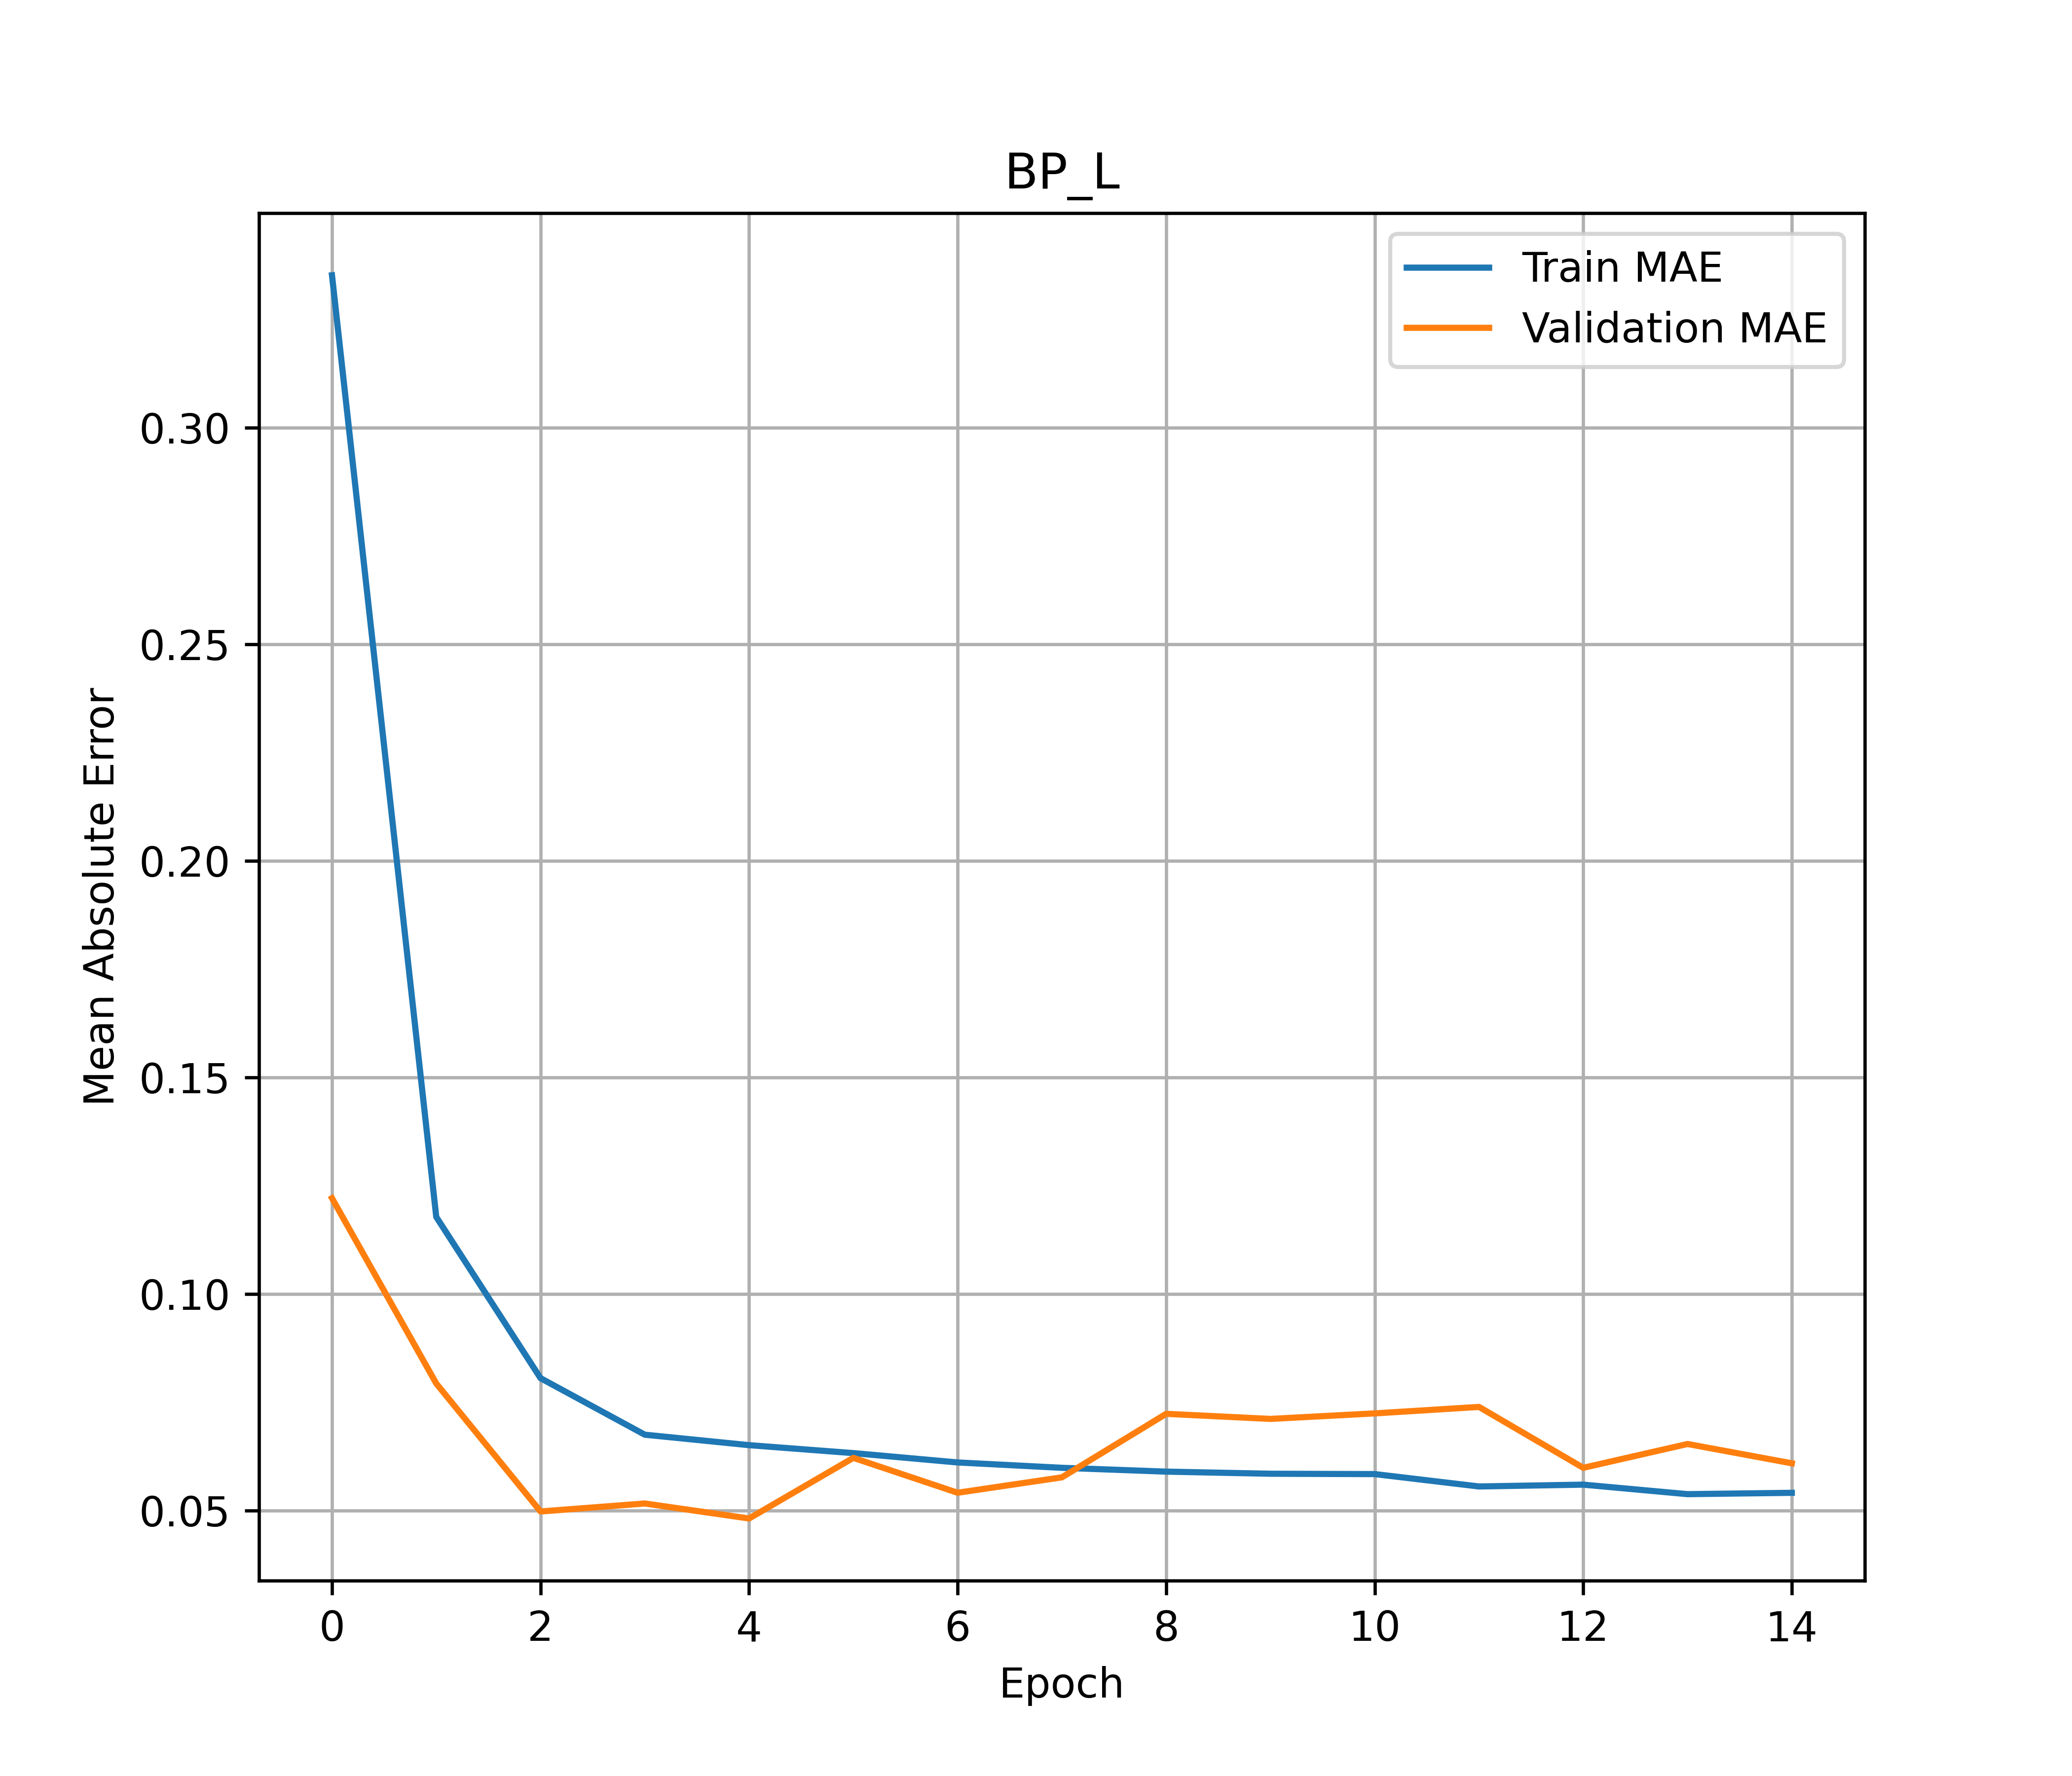 BP_L
Train MAE
Validation MAE
0.30
0.25
0.20
0.15
0.10
0.05
Mean Absolute Error
0 2 4 6 8 10 12 14
Epoch